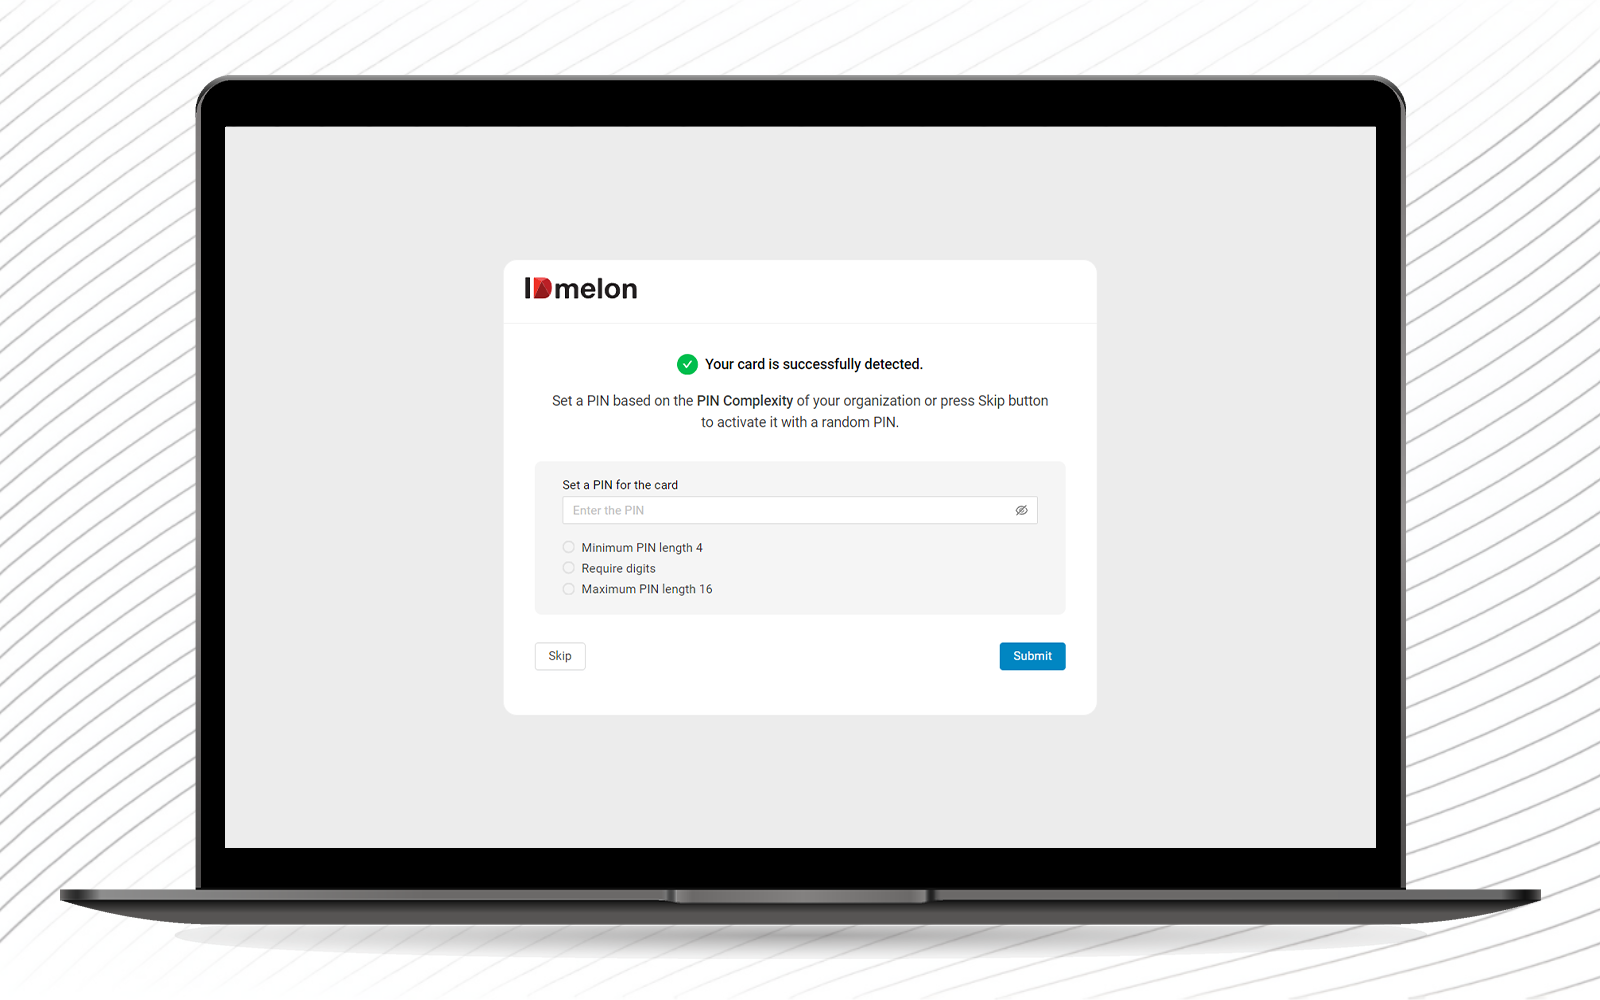 IDmelon
Your card is successfully detected.
Set a PIN based on the PIN Complexity of your organization or press Skip button
to activate it with a random PIN.
Set a PIN for the card
Enter the PIN
Minimum PIN length 4
Require digits
Maximum PIN length 16
Skip
Submit